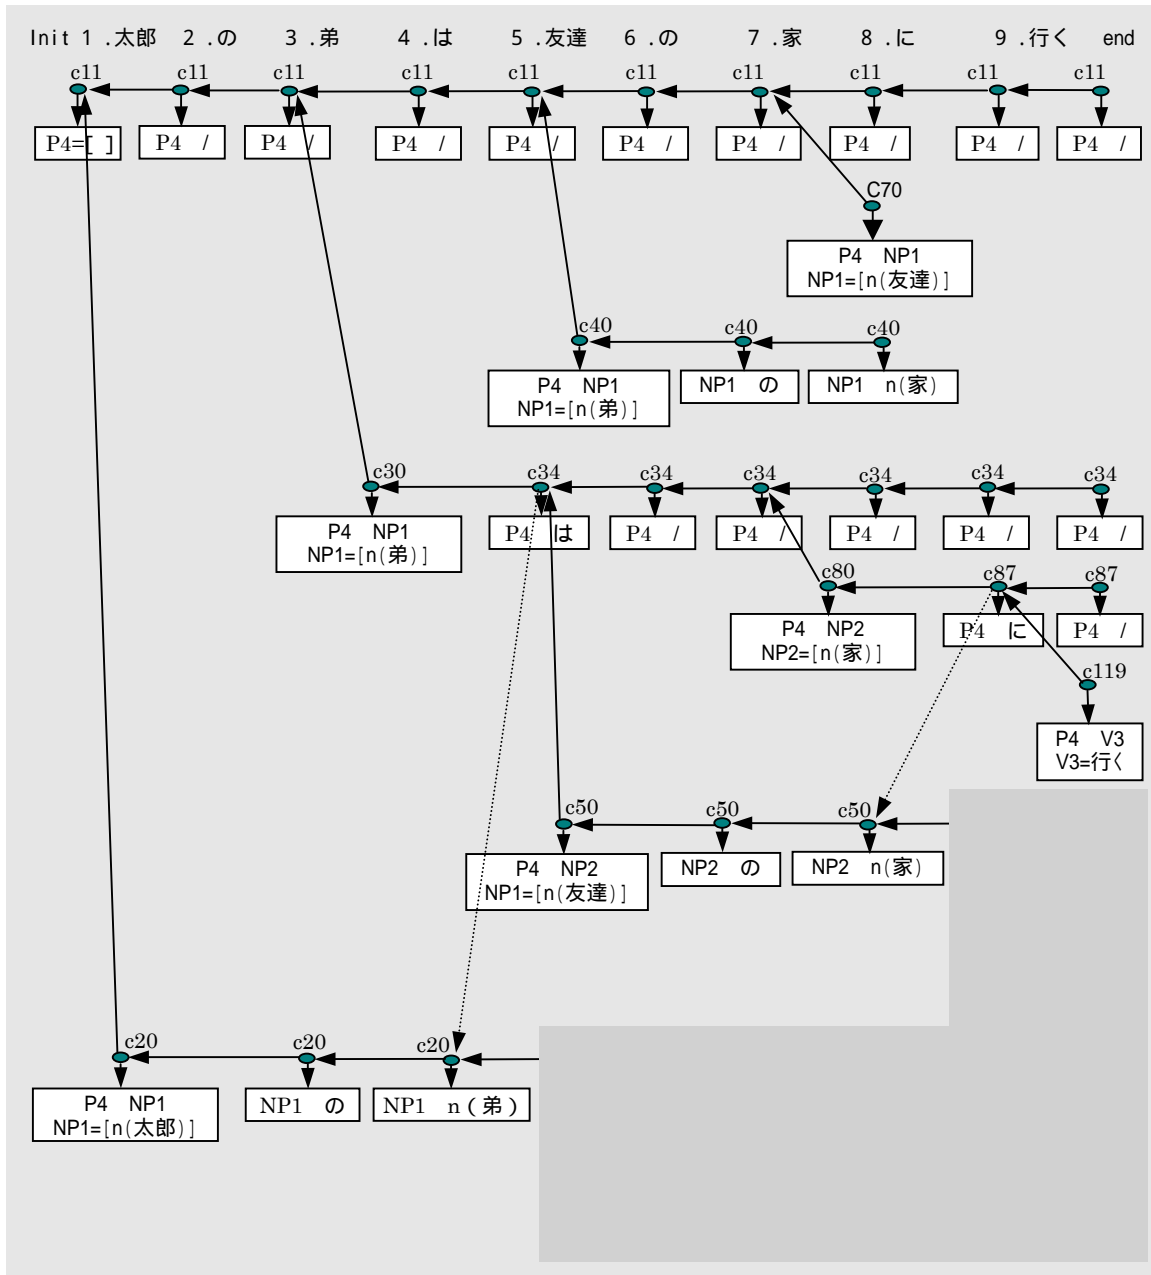 Init 1 .太郎 2 .の 3 .弟 4 .は 5 .友達 6 .の 7 .家 8 .に 9 .行く end
c11 c11 c11 c11 c11 c11 c11 c11 c11 c11
P4=[ ] P4 / P4 / P4 / P4 / P4 / P4 / P4 / P4 / P4 /
C70
P4 NP1
NP1=[n(友達)]
c40 c40 c40
P4 NP1
NP1=[n(弟)]
NP1 の
NP1 n(家)
c30 c34 c34 c34 c34 c34 c34
P4 NP1
NP1=[n(弟)]
P4 は P4 / P4 / P4 / P4 / P4 /
c80 c87 c87
P4 NP2
NP2=[n(家)]
P4 に P4 /
c119
P4 V3
V3=行く
c50 c50 c50
P4 NP2
NP1=[n(友達)]
NP2 の
NP2 n(家)
c20 c20 c20
P4 NP1
NP1=[n(太郎)]
NP1 の
NP1 n ( 弟 )